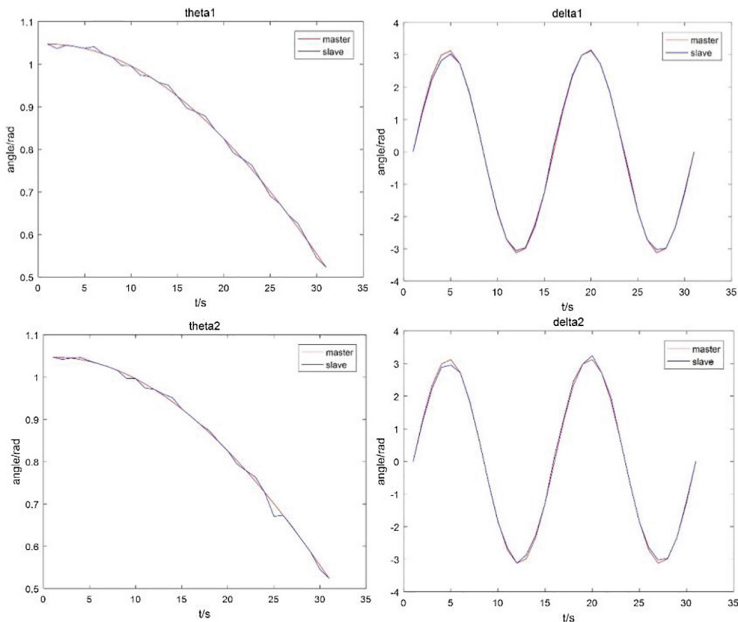 theta1
master
slave
angle/rad
1.1
1
0.9
0.8
0.7
0.6
0.5
0 5 10 15 20 25 30 35
t/s
delta1
master
slave
angle/rad
4
3
2
1
0
-1
-2
-3
-4
0 5 10 15 20 25 30 35
t/s
theta2
master
slave
angle/rad
1.1
1
0.9
0.8
0.7
0.6
0.5
0 5 10 15 20 25 30 35
t/s
delta2
master
slave
angle/rad
4
3
2
1
0
-1
-2
-3
-4
0 5 10 15 20 25 30 35
t/s